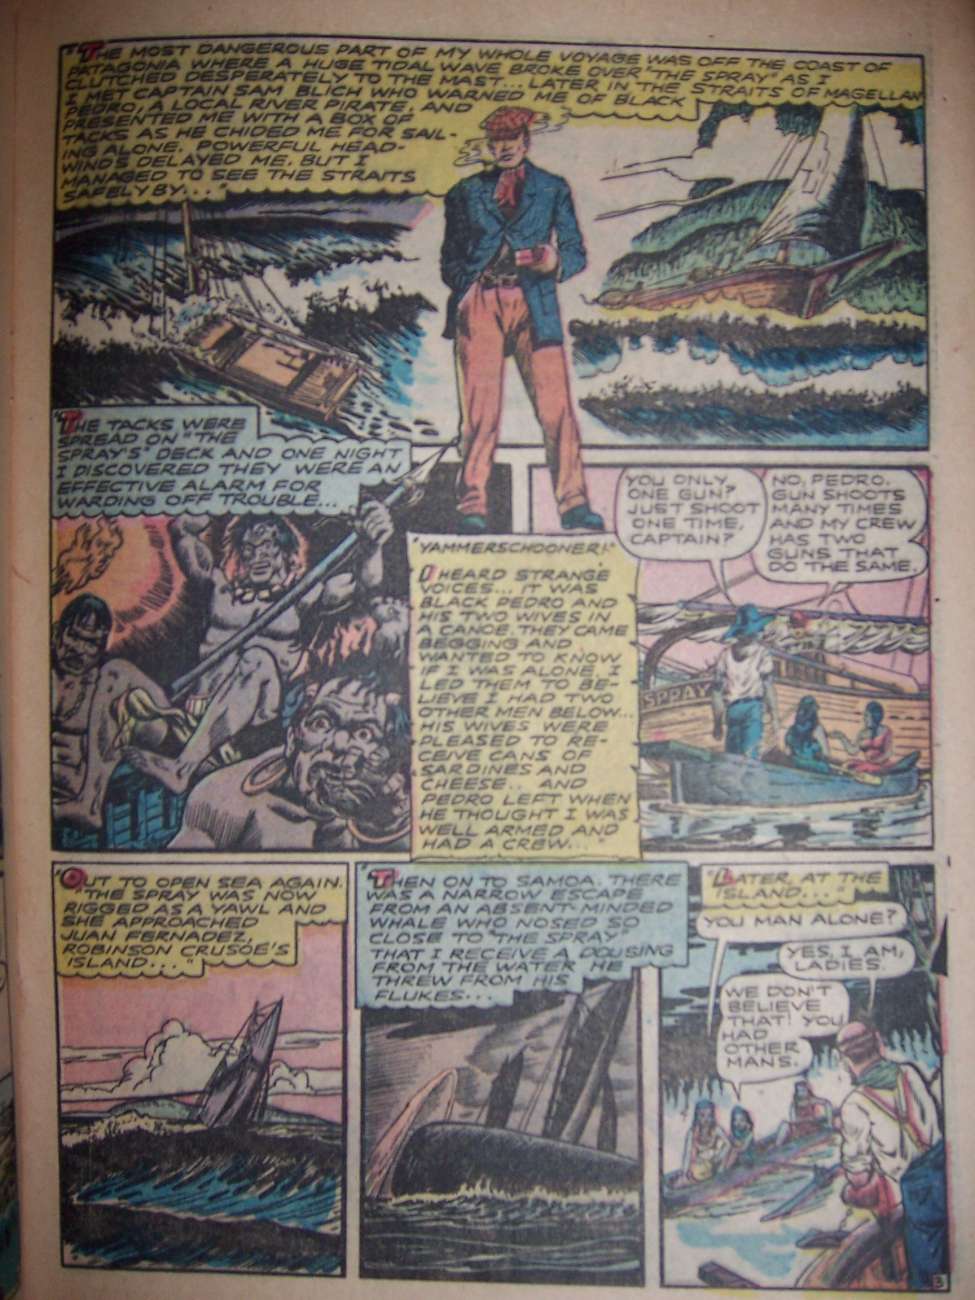 "THE MOST DANGEROUS PART OF MY WHOLE VOYAGE WAS OFF THE COAST OF
PATAGONIA WHERE A HUGE TIDAL WAVE BROKE OVER "THE SPRAY" AS I
CLUTCHED DESPERATELY TO THE MAST... LATER IN THE STRAITS OF MAGELLAN
I MET CAPTAIN SAM BLICH WHO WARNED ME OF BLACK
PEDRO, A LOCAL RIVER PIRATE, AND
PRESENTED ME WITH A BOX OF
TACKS AS HE CHIDED ME FOR SAIL-
ING ALONE. POWERFUL HEAD-
WINDS DELAYED ME, BUT I
MANAGED TO SEE THE STRAITS
SAFELY BY..."
"THE TACKS WERE
SPREAD ON "THE
SPRAY'S" DECK AND ONE NIGHT
I DISCOVERED THEY WERE AN
EFFECTIVE ALARM FOR
WARDING OFF TROUBLE...
"YAMMERSCHOONER!"
I HEARD STRANGE
VOICES... IT WAS
BLACK PEDRO AND
HIS TWO WIVES IN
A CANOE. THEY CAME
BEGGING AND
WANTED TO KNOW
IF I WAS ALONE. I
LED THEM TO BE-
LIEVE I HAD TWO
OTHER MEN BELOW...
HIS WIVES WERE
PLEASED TO RE-
CEIVE CANS OF
SARDINES AND
CHEESE.. AND
PEDRO LEFT WHEN
HE THOUGHT I WAS
WELL ARMED AND
HAD A CREW..."
YOU ONLY
ONE GUN?
JUST SHOOT
ONE TIME,
CAPTAIN?
NO, PEDRO.
GUN SHOOTS
MANY TIMES
AND MY CREW
HAS TWO
GUNS THAT
DO THE SAME.
SPRAY
"OUT TO OPEN SEA AGAIN.
"THE SPRAY WAS NOW
RIGGED AS A YAWL AND
SHE APPROACHED
JUAN FERNADEZ,
ROBINSON CRUSOE'S
ISLAND..."
"THEN ON TO SAMOA. THERE
WAS A NARROW ESCAPE
FROM AN ABSENT-MINDED
WHALE WHO NOSED SO
CLOSE TO "THE SPRAY"
THAT I RECEIVE A DOUSING
FROM THE WATER HE
THREW FROM HIS
FLUKES...
"LATER, AT THE
ISLAND..."
YOU MAN ALONE?
YES, I AM,
LADIES.
WE DON'T
BELIEVE
THAT! YOU
HAD
OTHER
MANS.
3